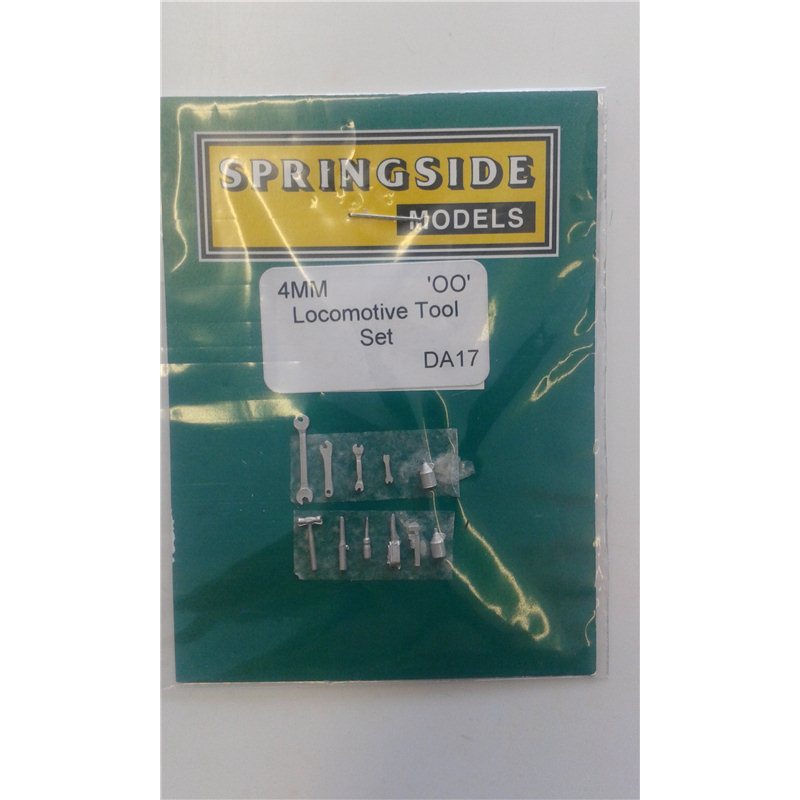 SPRINGSIDE
MODELS
4MM 'OO'
Locomotive Tool
Set
DA17